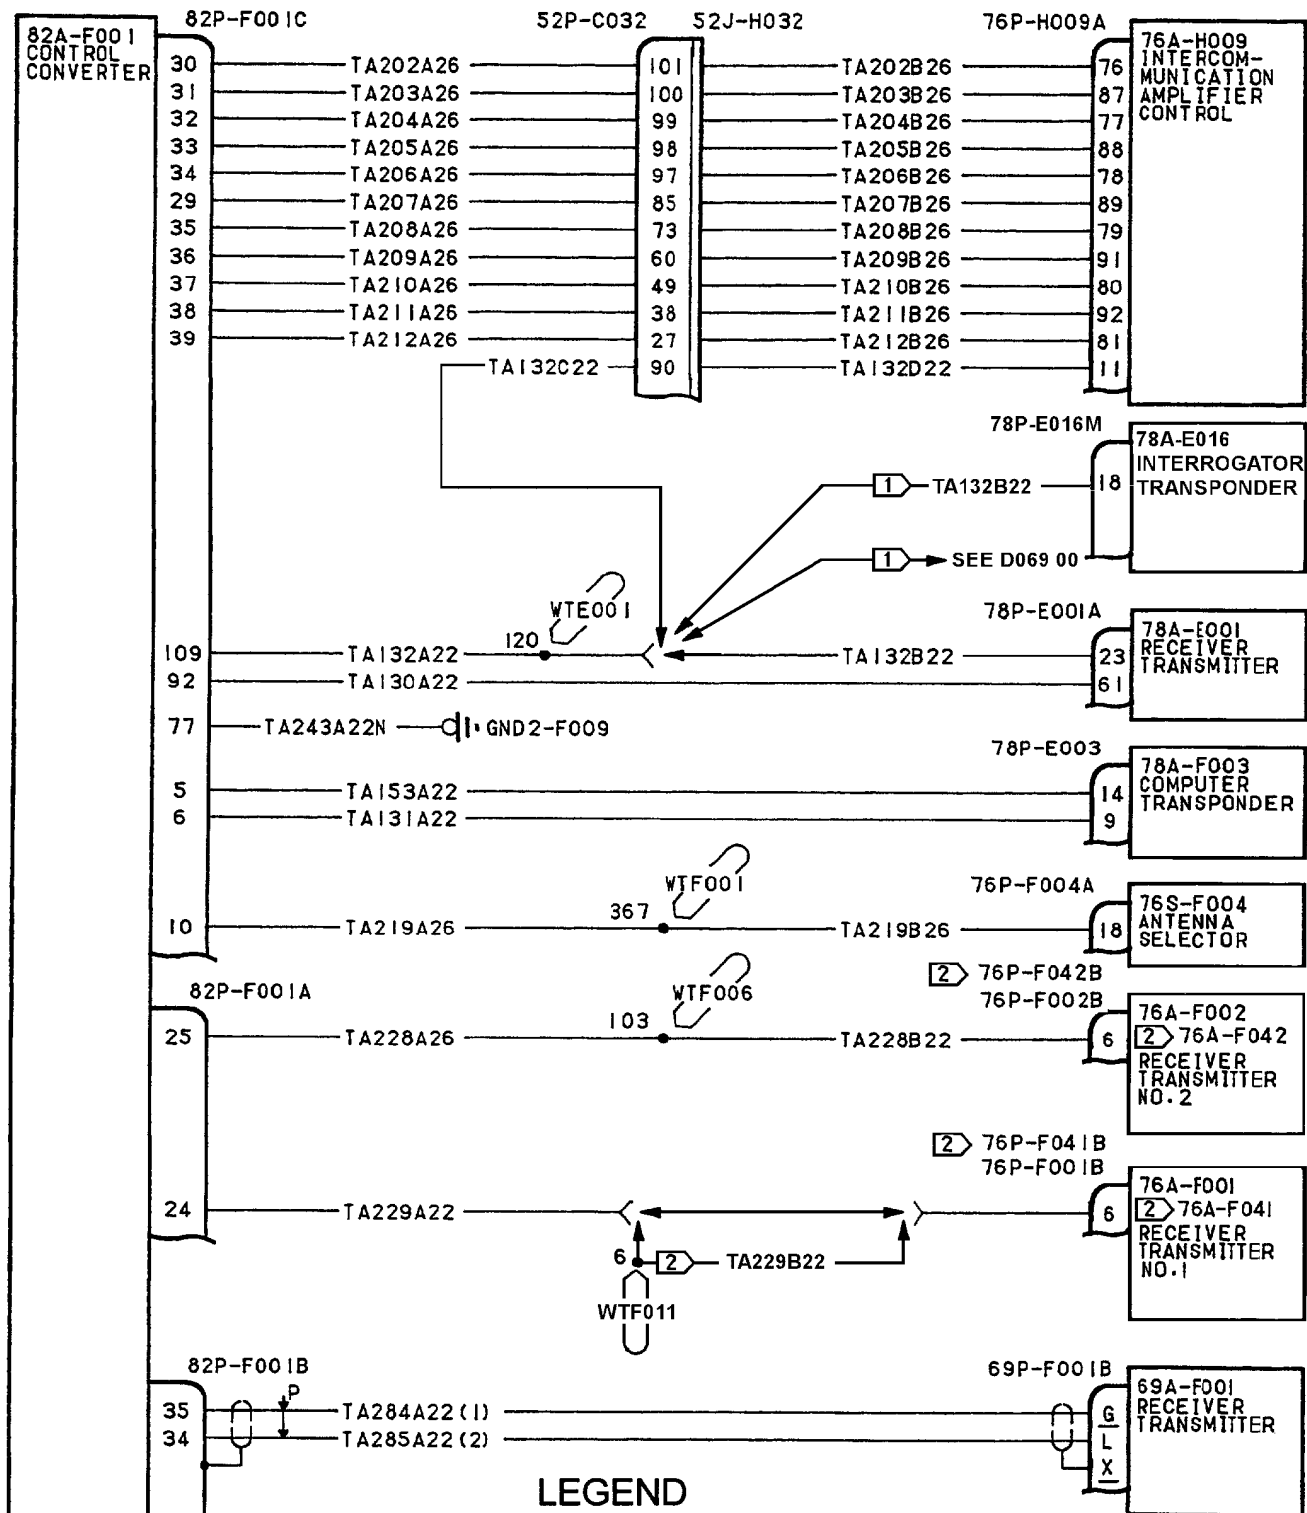 82P-F001C 52P-C032 52J-H032 76P-H009A
82A-F001
CONTROL
CONVERTER
76A-H009
INTERCOM-
MUNICATION
AMPLIFIER
CONTROL
30 TA202A26 101 TA202B26 76
31 TA203A26 100 TA203B26 87
32 TA204A26 99 TA204B26 77
33 TA205A26 98 TA205B26 88
34 TA206A26 97 TA206B26 78
29 TA207A26 85 TA207B26 89
35 TA208A26 73 TA208B26 79
36 TA209A26 60 TA209B26 91
37 TA210A26 49 TA210B26 80
38 TA211A26 38 TA211B26 92
39 TA212A26 27 TA212B26 81
TA132C22 90 TA132D22 11
78P-E016M
78A-E016
INTERROGATOR
TRANSPONDER
1 TA132B22 18
1 SEE D069 00
WTE001
78P-E001A
78A-E001
RECEIVER
TRANSMITTER
120
109 TA132A22 TA132B22 23
92 TA130A22 61
77 TA243A22N GND2-F009
78P-E003
78A-F003
COMPUTER
TRANSPONDER
5 TA153A22 14
6 TA131A22 9
WTF001
76P-F004A
76S-F004
ANTENNA
SELECTOR
367
10 TA219A26 TA219B26 18
2 76P-F042B
82P-F001A WTF006 76P-F002B
76A-F002
2 76A-F042
RECEIVER
TRANSMITTER
NO.2
103
25 TA228A26 TA228B22 6
2 76P-F041B
76P-F001B
76A-F001
2 76A-F041
RECEIVER
TRANSMITTER
NO.1
24 TA229A22 6
6 2 TA229B22
WTF011
82P-F001B 69P-F001B
69A-F001
RECEIVER
TRANSMITTER
P
35 TA284A22(1) G
34 TA285A22(2) L
X
LEGEND